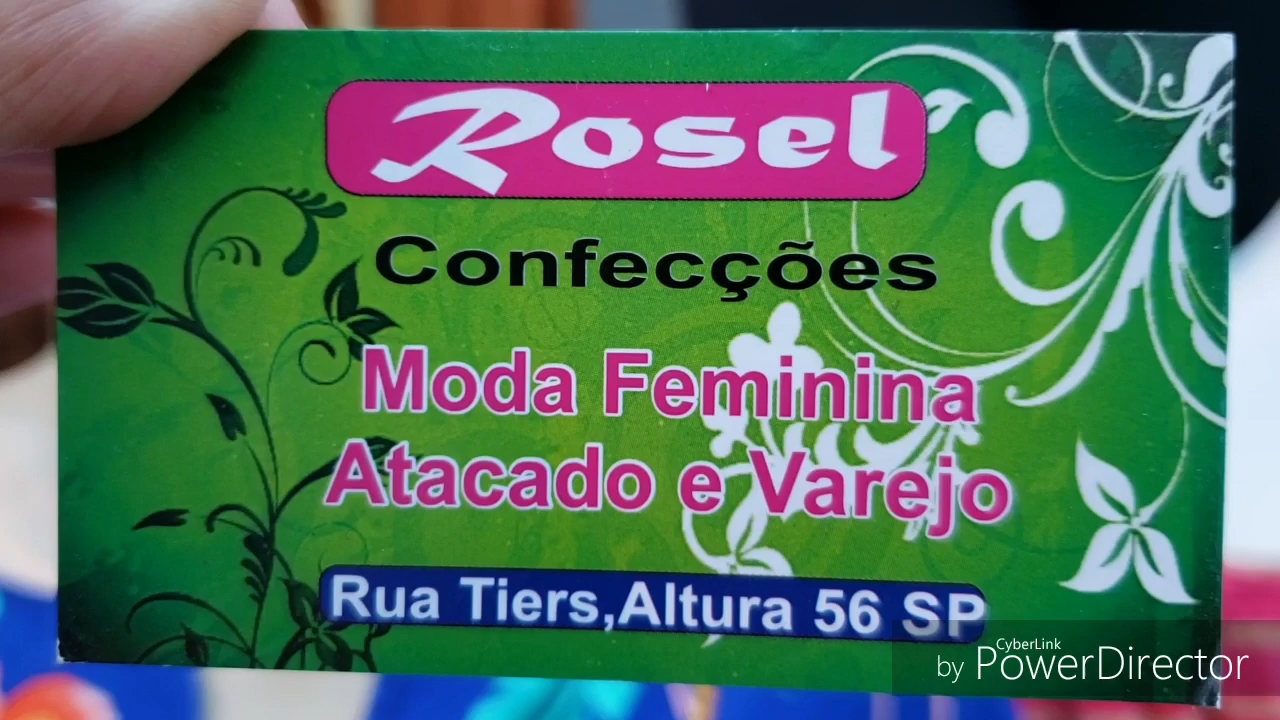 Rosel
Confecções
Moda Feminina
Atacado e Varejo
Rua Tiers,Altura 56 SP
CyberLink
by PowerDirector